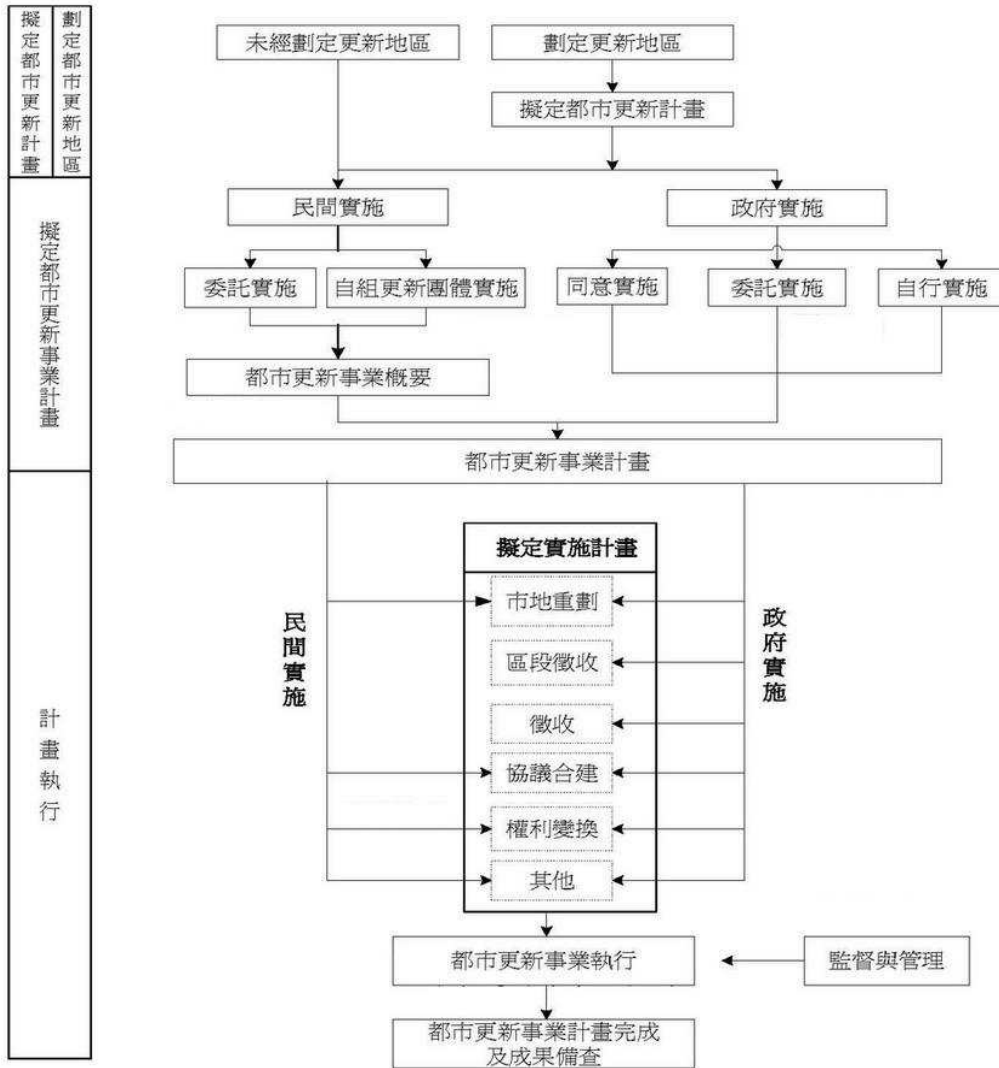 擬定都市更新計畫
劃定都市更新地區
未經劃定更新地區
劃定更新地區
擬定都市更新計畫
民間實施
政府實施
委託實施
自組更新團體實施
同意實施
委託實施
自行實施
擬定都市更新事業計畫
都市更新事業概要
都市更新事業計畫
擬定實施計畫
市地重劃
區段徵收
徵收
協議合建
權利變換
其他
民間實施
政府實施
計畫執行
都市更新事業執行
監督與管理
都市更新事業計畫完成
及成果備查